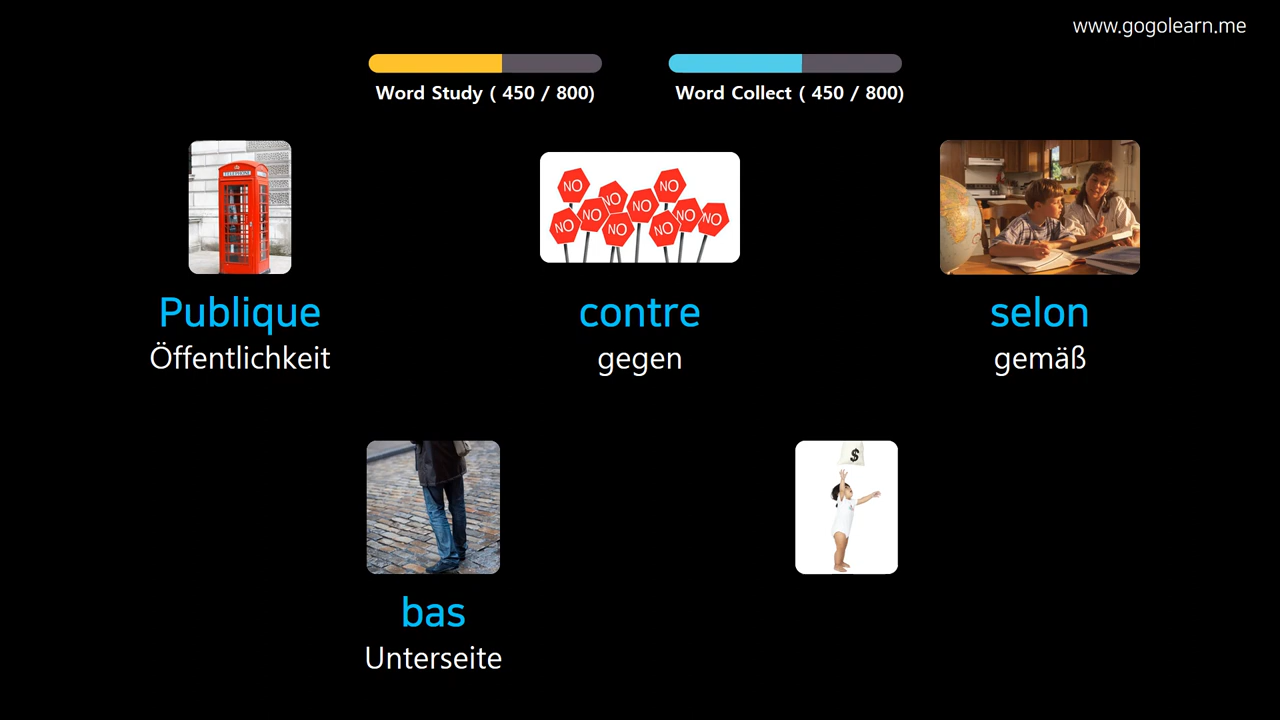 www.gogolearn.me
Word Study ( 450 / 800)
Word Collect ( 450 / 800)
TELEPHONE
NO
NO
NO
NO
NO
NO
NO
NO
NO
NO
Publique
contre
selon
Öffentlichkeit
gegen
gemäß
$
bas
Unterseite